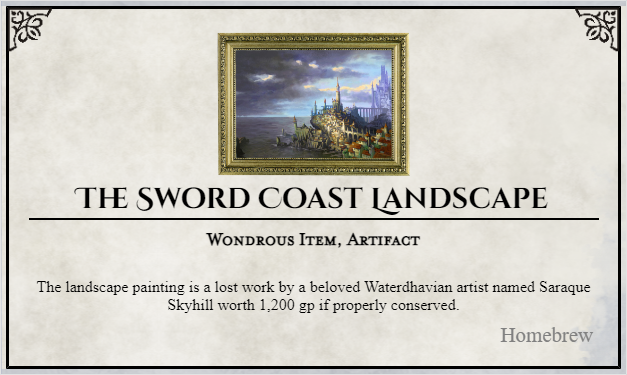 The Sword Coast Landscape
Wondrous Item, Artifact
The landscape painting is a lost work by a beloved Waterdhavian artist named Saraque
Skyhill worth 1,200 gp if properly conserved.
Homebrew